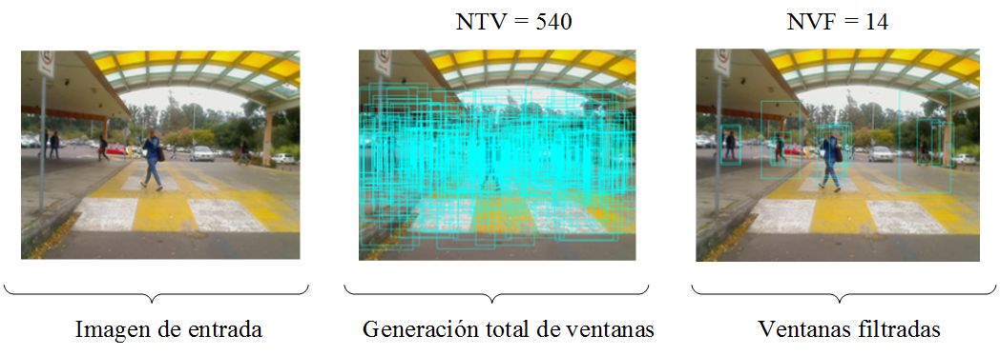 NTV = 540
NVF = 14
Imagen de entrada
Generación total de ventanas
Ventanas filtradas